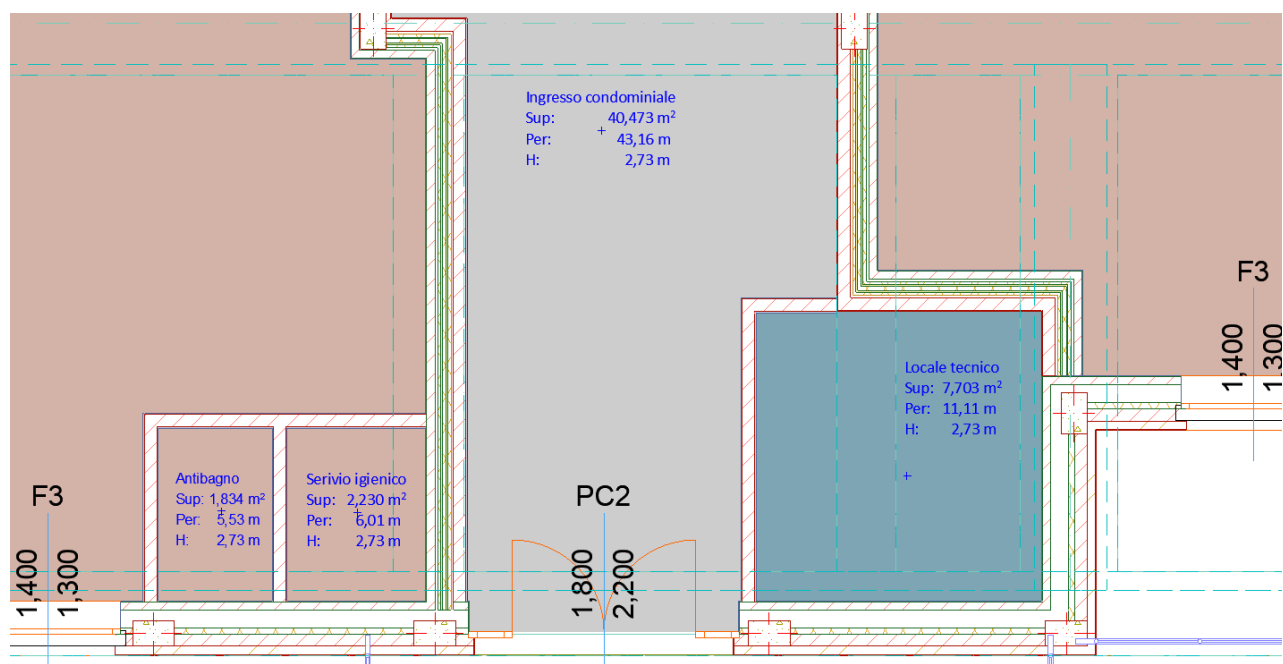 Ingresso condominiale
Sup: 40,473 m²
Per: 43,16 m
H: 2,73 m
F3
1,400
1,300
Locale tecnico
Sup: 7,703 m²
Per: 11,11 m
H: 2,73 m
Antibagno
Sup: 1,834 m²
Per: 5,53 m
H: 2,73 m
Serivio igienico
Sup: 2,230 m²
Per: 6,01 m
H: 2,73 m
F3
1,400
1,300
PC2
1,800
2,200